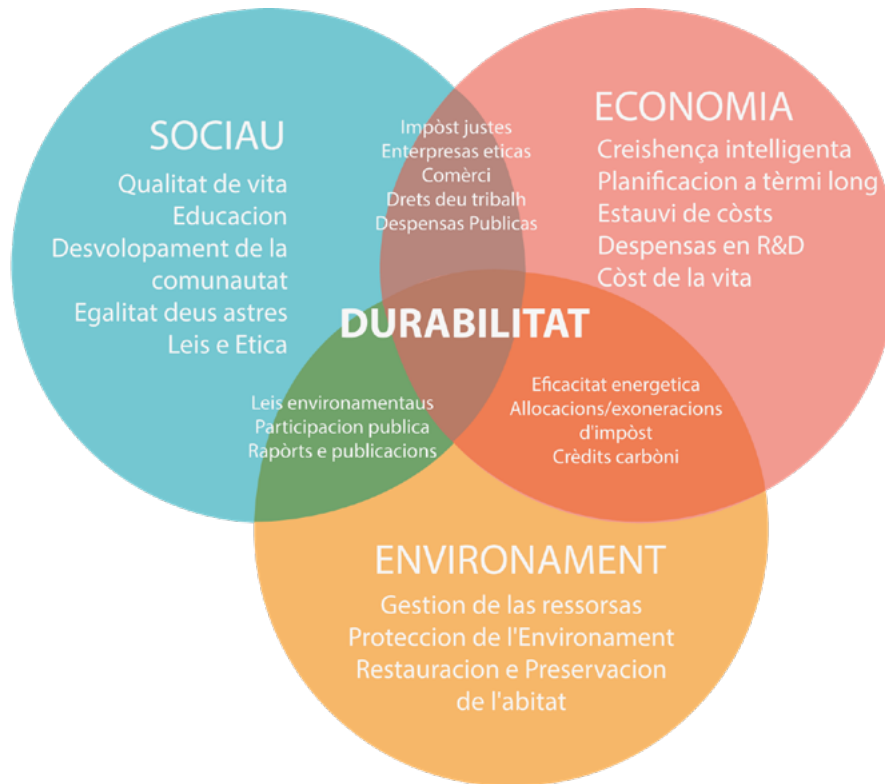 SOCIAU
Qualitat de vita
Educacion
Desvolopament de la
comunautat
Egalitat deus astres
Leis e Etica
Impòst justes
Enterpresas eticas
Comèrci
Drets deu tribalh
Despensas Publicas
ECONOMIA
Creishença intelligenta
Planificacion a tèrmi long
Estauvi de còsts
Despensas en R&D
Còst de la vita
DURABILITAT
Leis environamentaus
Participacion publica
Rapòrts e publicacions
Eficacitat energetica
Allocacions/exoneracions
d'impòst
Crèdits carbòni
ENVIRONAMENT
Gestion de las ressorsas
Proteccion de l'Environament
Restauracion e Preservacion
de l'abitat